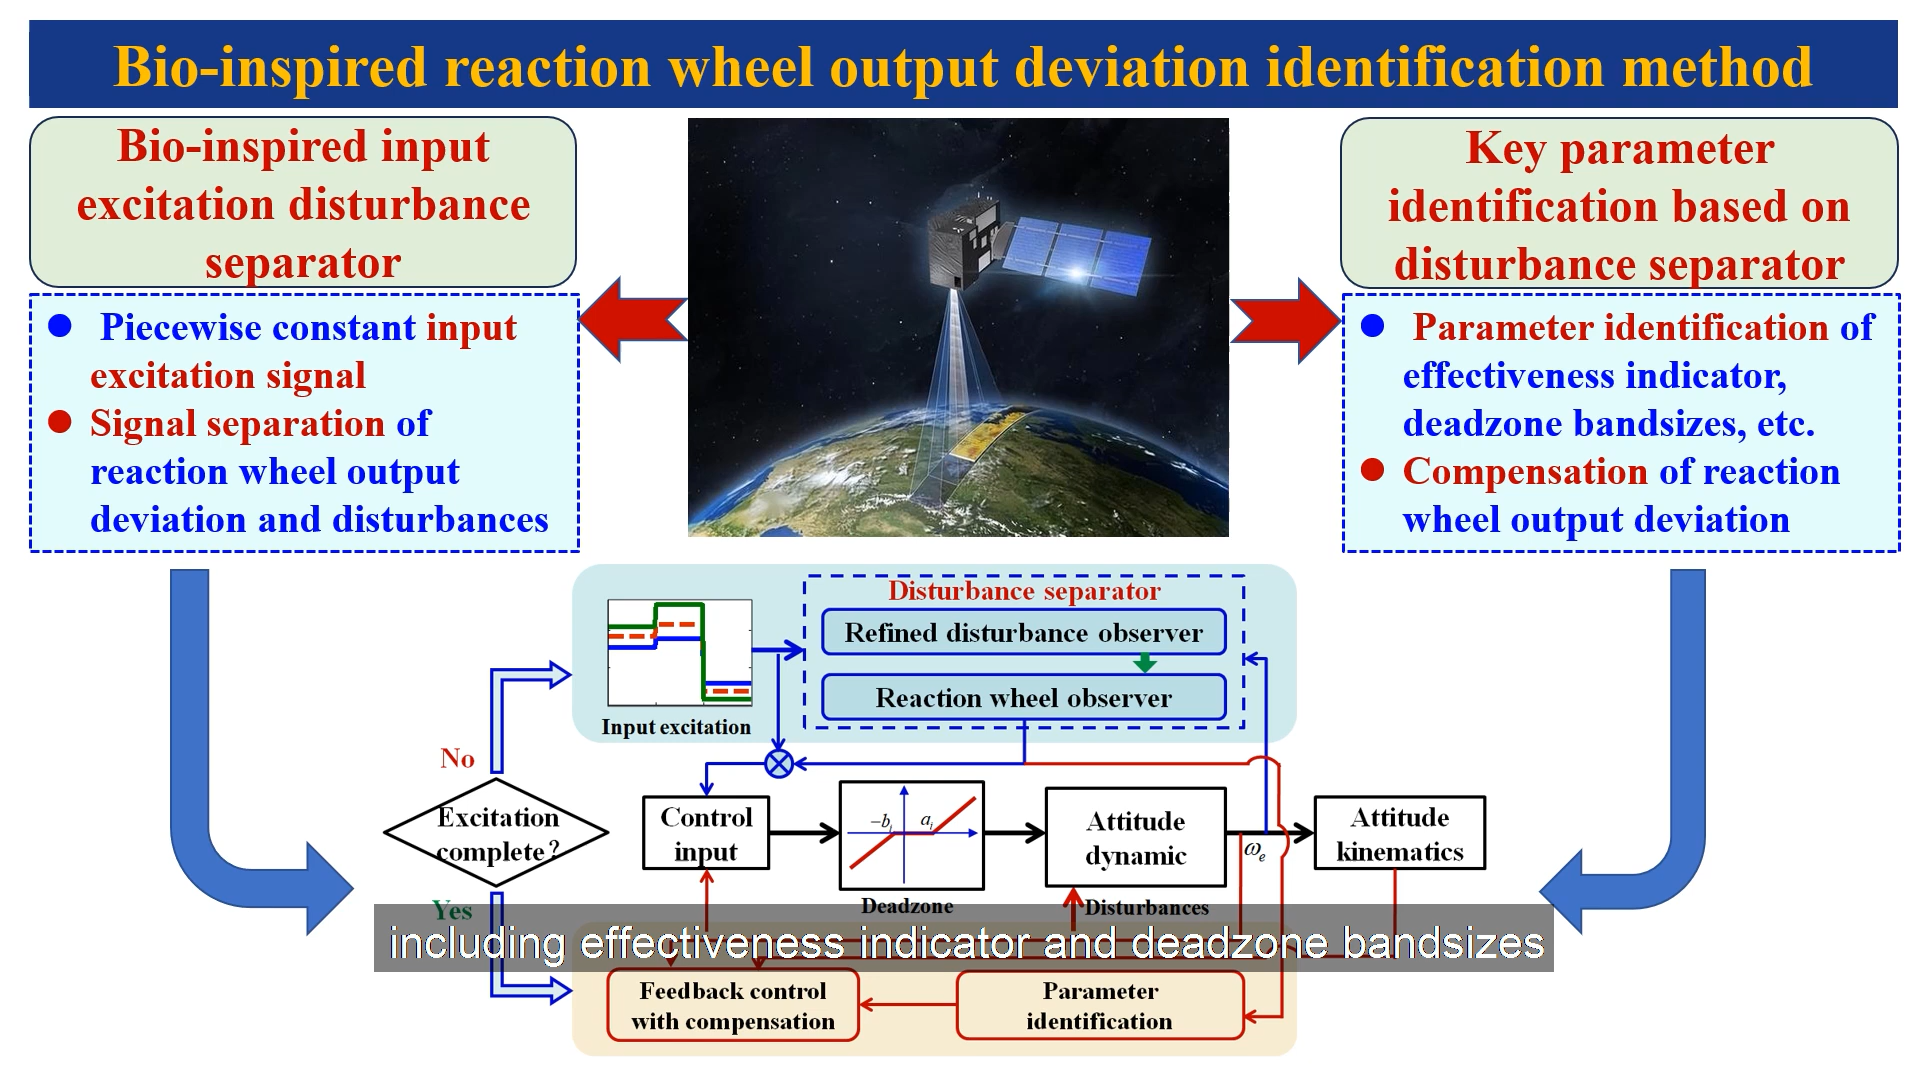 Bio-inspired reaction wheel output deviation identification method
Bio-inspired input
excitation disturbance
separator
Key parameter
identification based on
disturbance separator
Piecewise constant input
excitation signal
Signal separation of
reaction wheel output
deviation and disturbances
Parameter identification of
effectiveness indicator,
deadzone bandsizes, etc.
Compensation of reaction
wheel output deviation
Disturbance separator
Refined disturbance observer
Reaction wheel observer
Input excitation
No
Excitation
complete?
Yes
Control
input
−bᵢ
aᵢ
Deadzone
Attitude
dynamic
Disturbances
ωₑ
Attitude
kinematics
including effectiveness indicator and deadzone bandsizes
Feedback control
with compensation
Parameter
identification